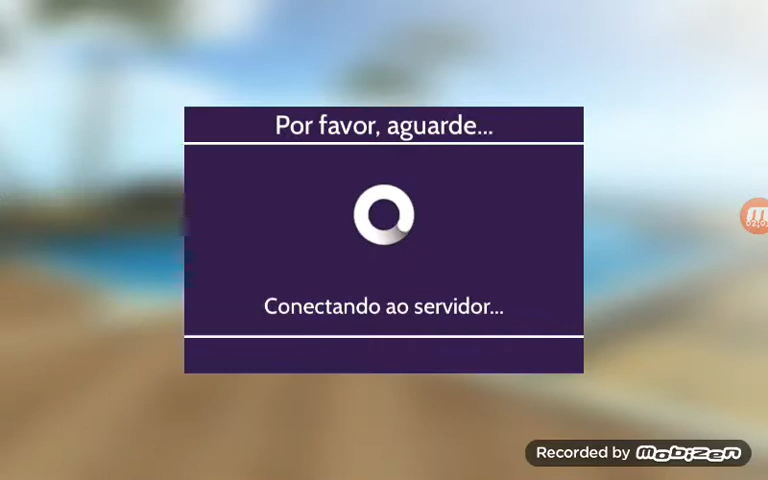 Por favor, aguarde...
Conectando ao servidor...
Recorded by mobizen